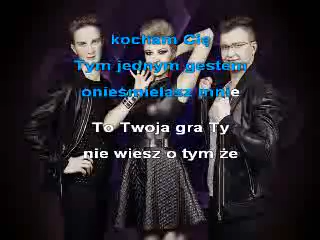 kocham Cię
Tym jednym gestem
onieśmielasz mnie
To Twoja gra Ty
nie wiesz o tym że